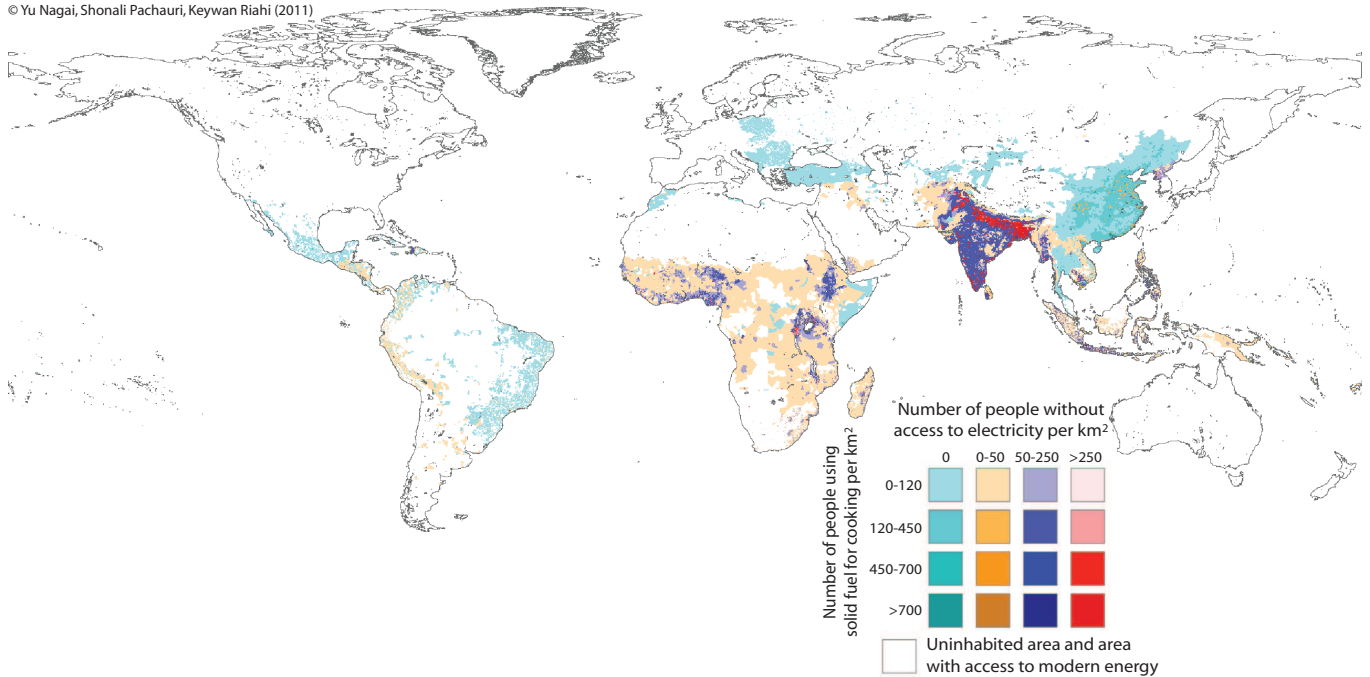 © Yu Nagai, Shonali Pachauri, Keywan Riahi (2011)
Number of people without
access to electricity per km²
0 0-50 50-250 >250
Number of people using
solid fuel for cooking per km²
0-120
120-450
450-700
>700
Uninhabited area and area
with access to modern energy